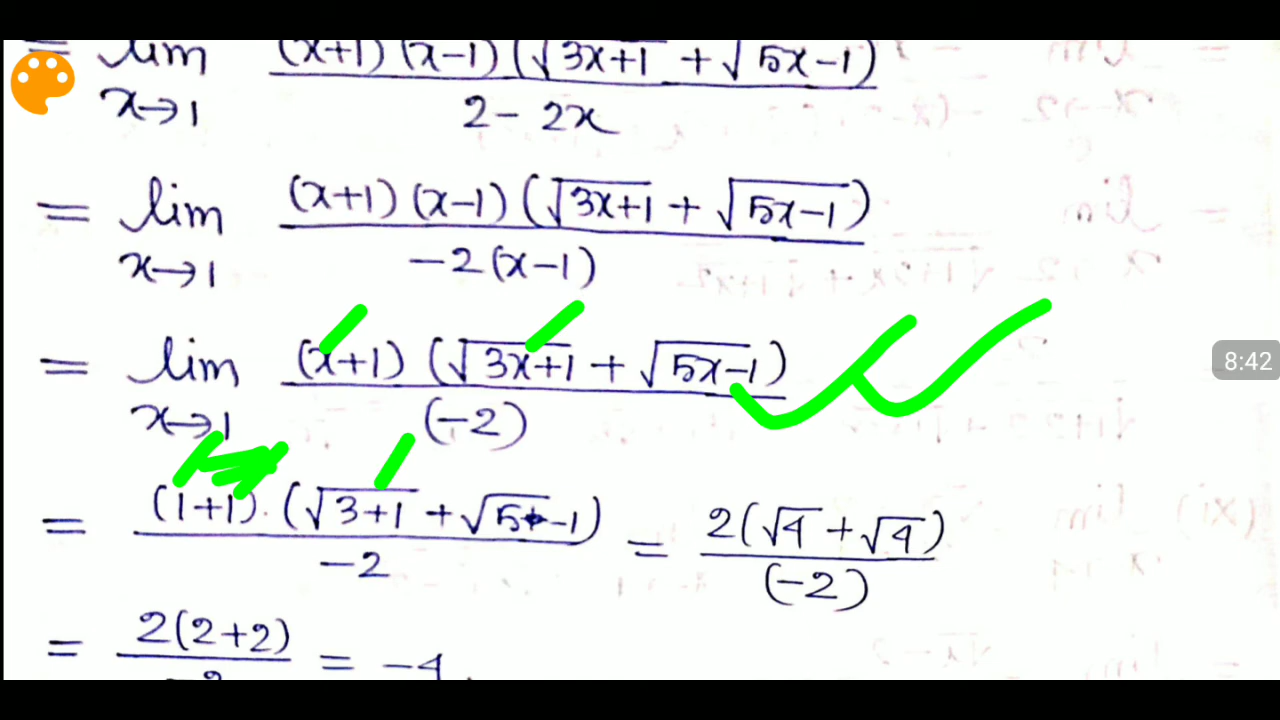 = lim (x+1) (x-1) (√3x+1 + √5x-1)
x→1 2 - 2x
= lim (x+1) (x-1) (√3x+1 + √5x-1)
x→1 -2(x-1)
= lim (x+1) (√3x+1 + √5x-1)
x→1 (-2)
8:42
= (1+1).(√3+1 + √5-1) = 2(√4+√4)
-2 (-2)
= 2(2+2) = -4.
-2